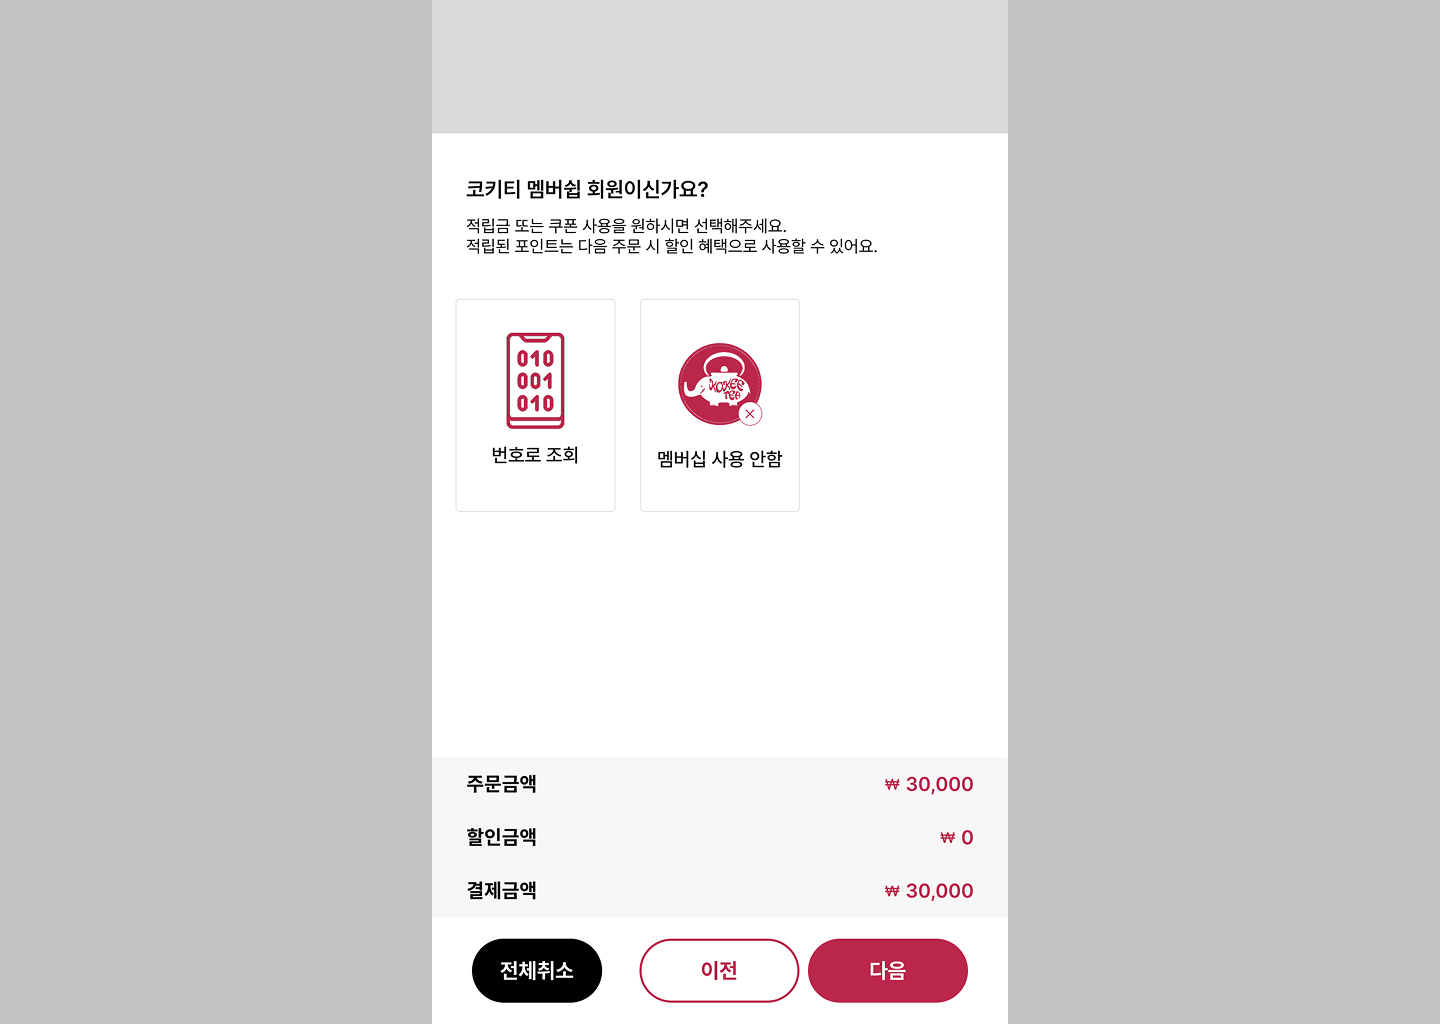 코키티 멤버쉽 회원이신가요?
적립금 또는 쿠폰 사용을 원하시면 선택해주세요.
적립된 포인트는 다음 주문 시 할인 혜택으로 사용할 수 있어요.
010
001
010
번호로 조회
KOKEE
TEA
멤버십 사용 안함
주문금액
₩ 30,000
할인금액
₩ 0
결제금액
₩ 30,000
전체취소
이전
다음